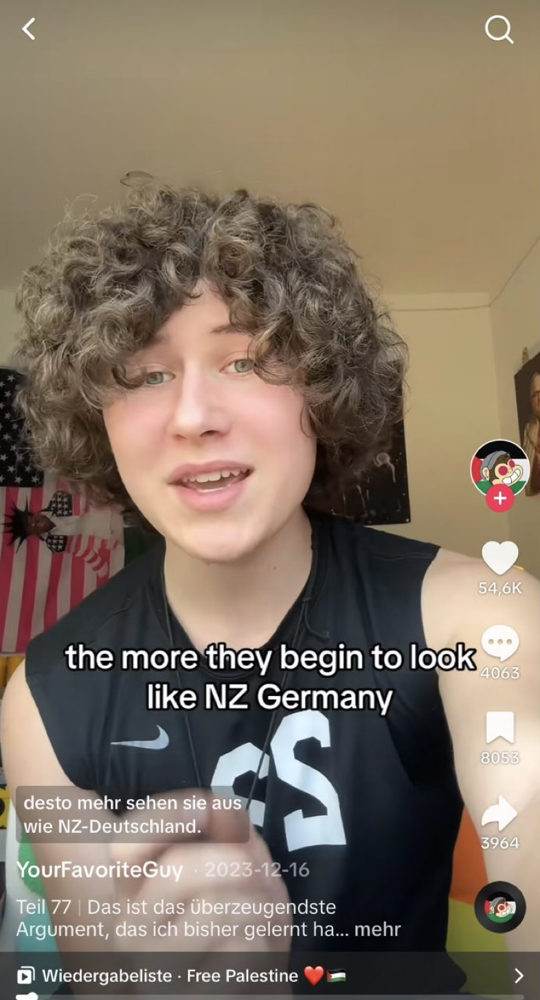 the more they begin to look
like NZ Germany
desto mehr sehen sie aus
wie NZ-Deutschland.
YourFavoriteGuy · 2023-12-16
Teil 77 | Das ist das überzeugendste
Argument, das ich bisher gelernt ha... mehr
Wiedergabeliste · Free Palestine ❤️🇵🇸
54,6K
4063
8053
3964
22